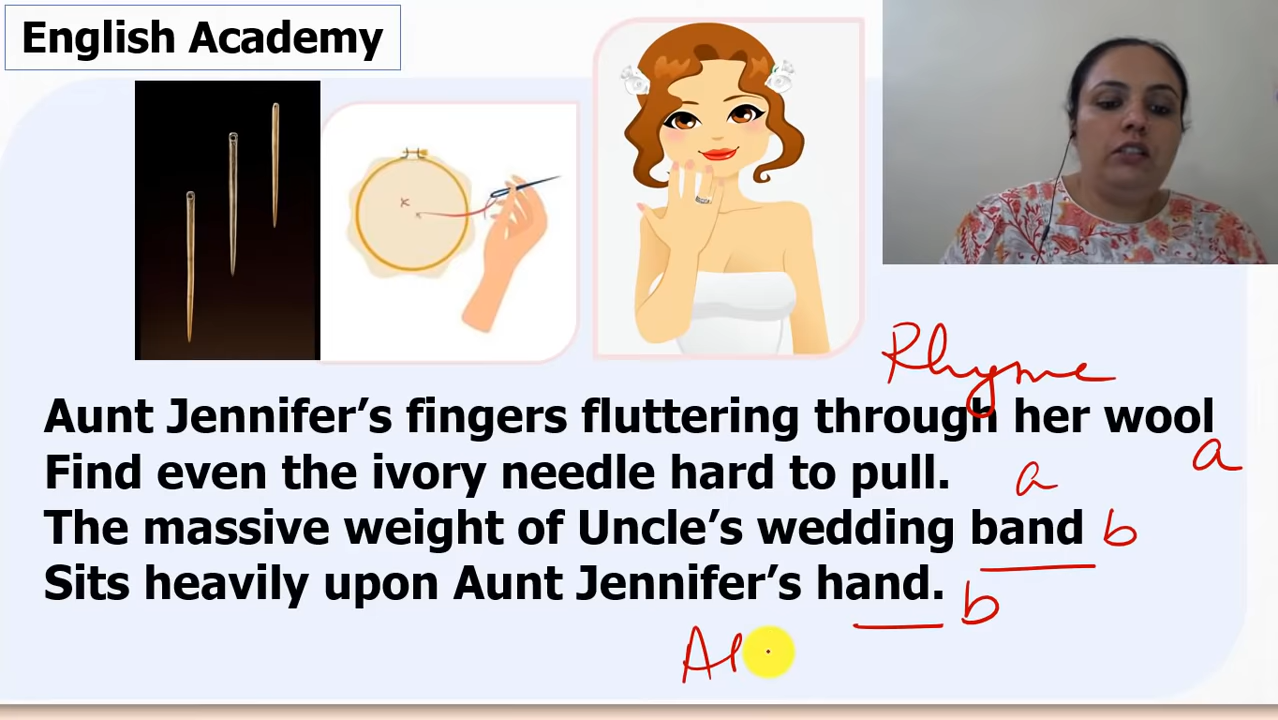 English Academy
Rhyme
Aunt Jennifer's fingers fluttering through her wool
a
Find even the ivory needle hard to pull. a
The massive weight of Uncle's wedding band b
Sits heavily upon Aunt Jennifer's hand. b